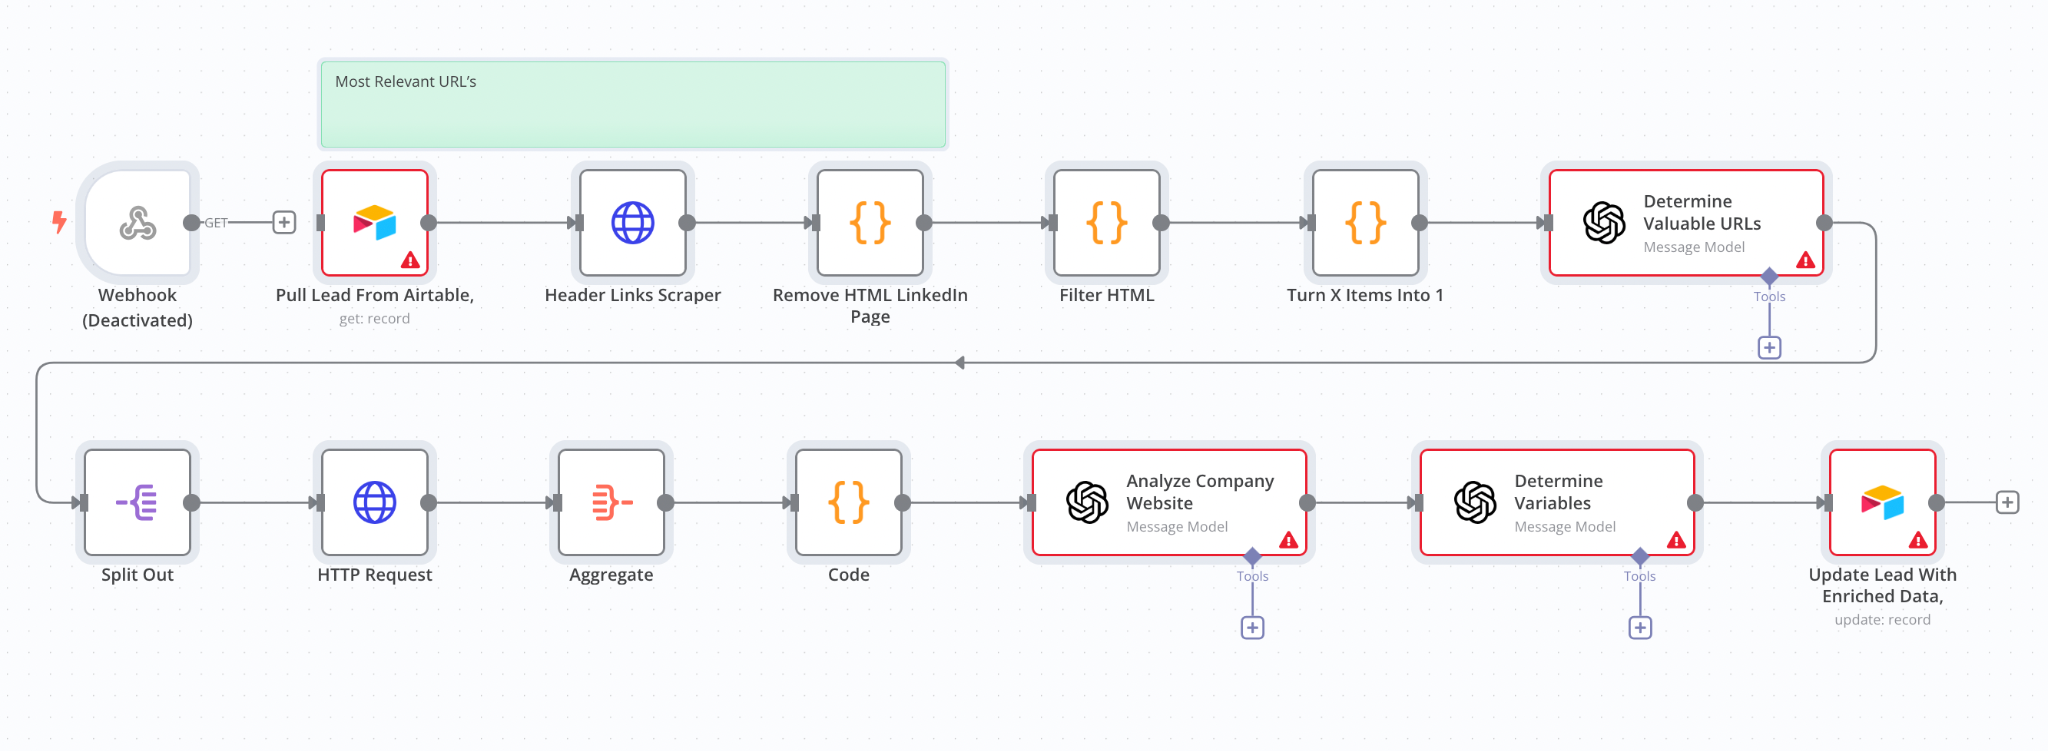 Most Relevant URL’s
GET
Webhook
(Deactivated)
Pull Lead From Airtable,
get: record
Header Links Scraper
Remove HTML LinkedIn
Page
Filter HTML
Turn X Items Into 1
Determine
Valuable URLs
Message Model
Tools
Split Out
HTTP Request
Aggregate
Code
Analyze Company
Website
Message Model
Tools
Determine
Variables
Message Model
Tools
Update Lead With
Enriched Data,
update: record